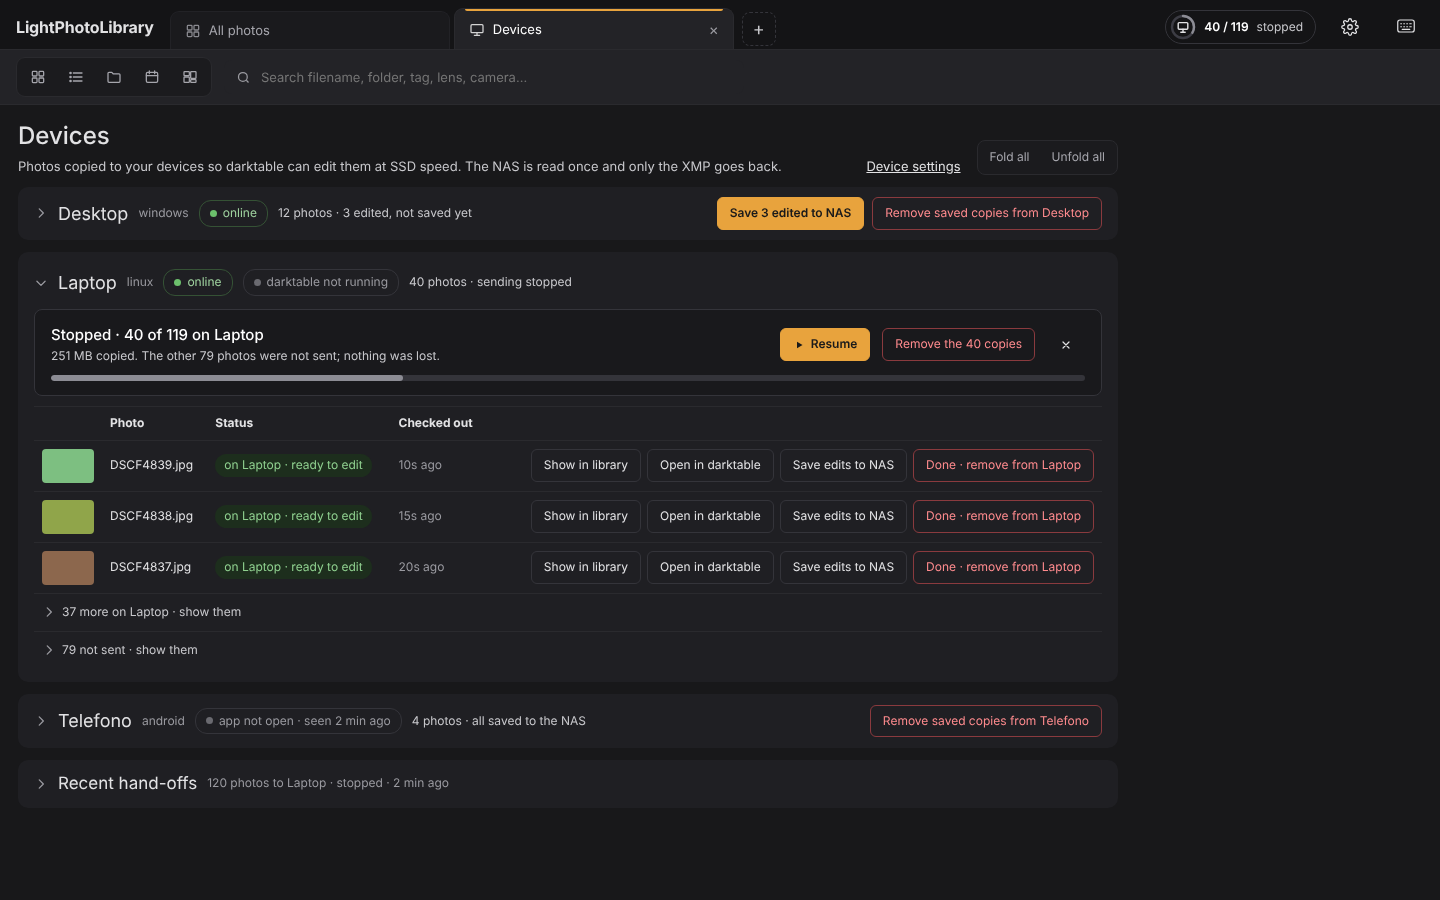 LightPhotoLibrary
All photos
Devices
40 / 119 stopped
Search filename, folder, tag, lens, camera...
Devices
Photos copied to your devices so darktable can edit them at SSD speed. The NAS is read once and only the XMP goes back.
Device settings
Fold all
Unfold all
Desktop windows online 12 photos · 3 edited, not saved yet
Save 3 edited to NAS
Remove saved copies from Desktop
Laptop linux online darktable not running 40 photos · sending stopped
Stopped · 40 of 119 on Laptop
251 MB copied. The other 79 photos were not sent; nothing was lost.
Resume
Remove the 40 copies
Photo Status Checked out
DSCF4839.jpg on Laptop · ready to edit 10s ago Show in library Open in darktable Save edits to NAS Done · remove from Laptop
DSCF4838.jpg on Laptop · ready to edit 15s ago Show in library Open in darktable Save edits to NAS Done · remove from Laptop
DSCF4837.jpg on Laptop · ready to edit 20s ago Show in library Open in darktable Save edits to NAS Done · remove from Laptop
37 more on Laptop · show them
79 not sent · show them
Telefono android app not open · seen 2 min ago 4 photos · all saved to the NAS
Remove saved copies from Telefono
Recent hand-offs 120 photos to Laptop · stopped · 2 min ago